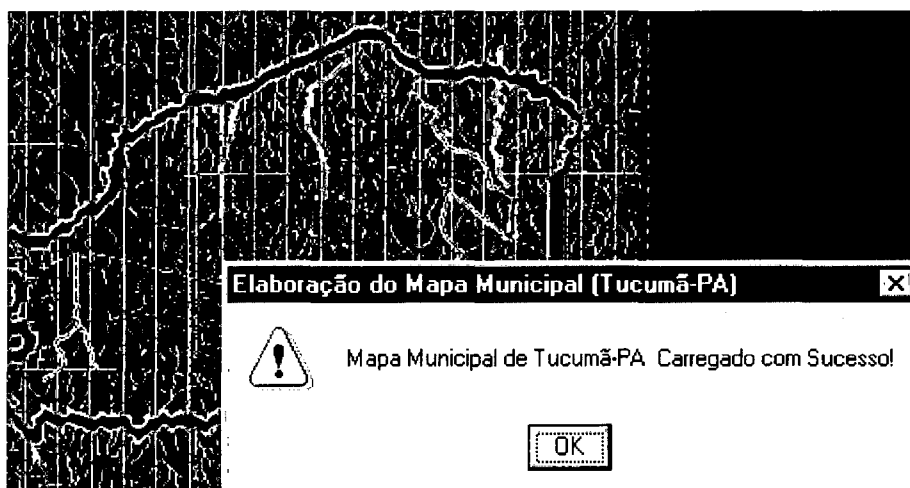 Elaboração do Mapa Municipal (Tucumã-PA)
Mapa Municipal de Tucumã-PA Carregado com Sucesso!
OK